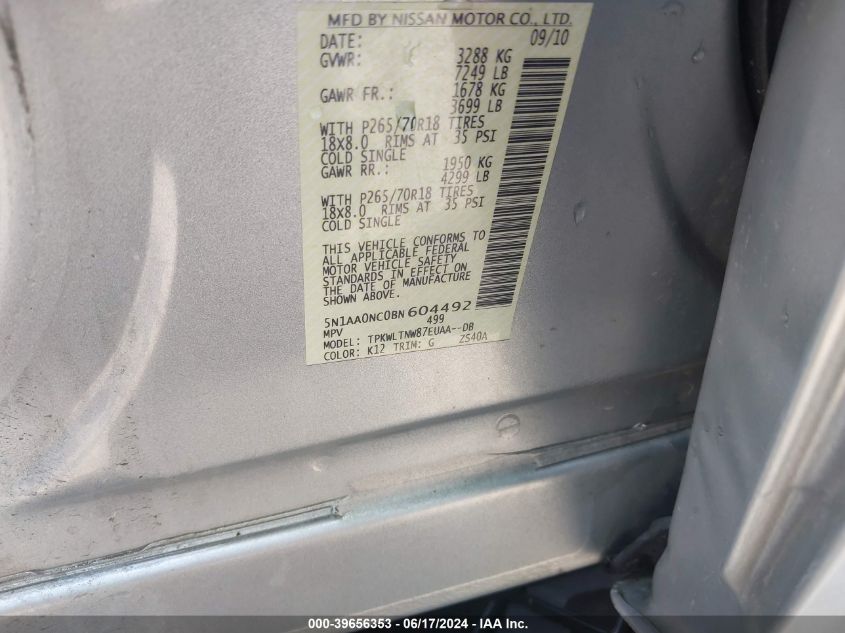 MFD BY NISSAN MOTOR CO., LTD.
DATE: 09/10
GVWR: 3288 KG
7249 LB
GAWR FR.: 1678 KG
3699 LB
WITH P265/70R18 TIRES
18x8.0 RIMS AT 35 PSI
COLD SINGLE
GAWR RR.: 1950 KG
4299 LB
WITH P265/70R18 TIRES
18x8.0 RIMS AT 35 PSI
COLD SINGLE
THIS VEHICLE CONFORMS TO
ALL APPLICABLE FEDERAL
MOTOR VEHICLE SAFETY
STANDARDS IN EFFECT ON
THE DATE OF MANUFACTURE
SHOWN ABOVE.
5N1AA0NC0BN604492
MPV 499
MODEL: TPKWLTNW87EUAA--DB
COLOR: K12 TRIM: G ZS40A
000-39656353 - 06/17/2024 - IAA Inc.